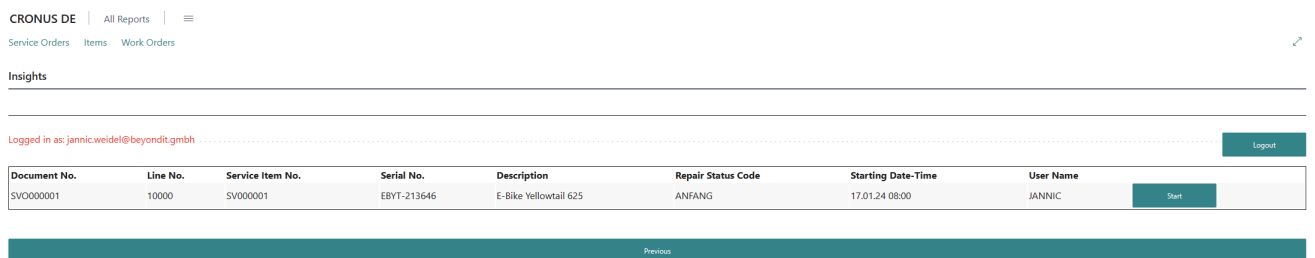 CRONUS DE All Reports
Service Orders Items Work Orders
Insights
Logged in as: jannic.weidel@beyondit.gmbh
Logout
Document No. Line No. Service Item No. Serial No. Description Repair Status Code Starting Date-Time User Name
SVO000001 10000 SV000001 EBYT-213646 E-Bike Yellowtail 625 ANFANG 17.01.24 08:00 JANNIC Start
Previous